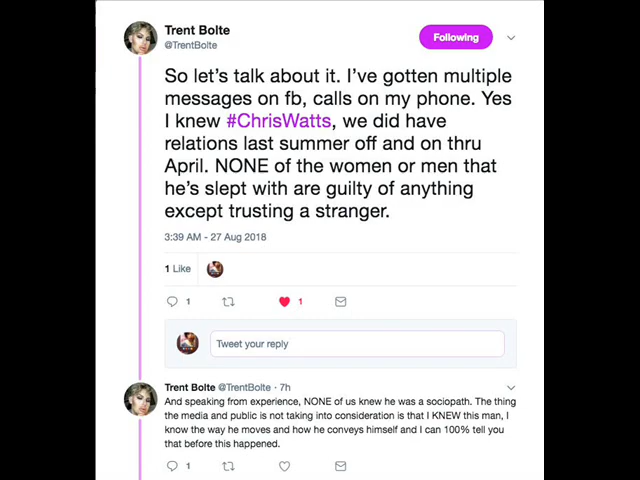 Trent Bolte
@TrentBolte
Following
So let's talk about it. I've gotten multiple
messages on fb, calls on my phone. Yes
I knew #ChrisWatts, we did have
relations last summer off and on thru
April. NONE of the women or men that
he's slept with are guilty of anything
except trusting a stranger.
3:39 AM - 27 Aug 2018
1 Like
1 1
Tweet your reply
Trent Bolte @TrentBolte · 7h
And speaking from experience, NONE of us knew he was a sociopath. The thing
the media and public is not taking into consideration is that I KNEW this man, I
know the way he moves and how he conveys himself and I can 100% tell you
that before this happened.
1